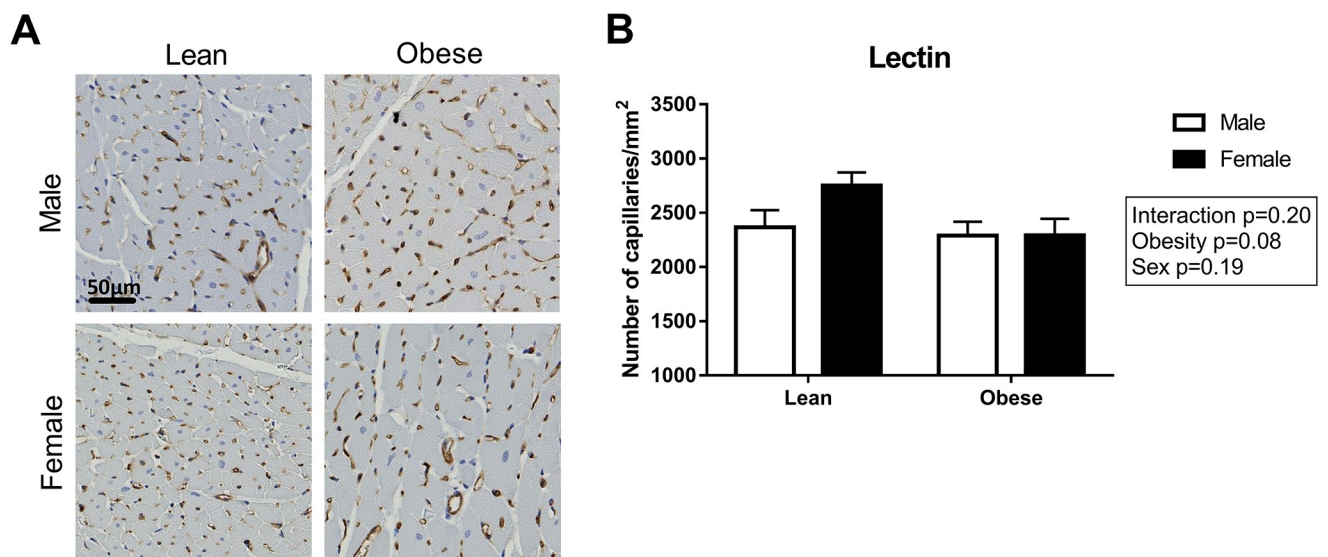 A
Lean
Obese
Male
50µm
Female
B
Lectin
Number of capillaries/mm²
3500
3000
2500
2000
1500
1000
Lean
Obese
Male
Female
Interaction p=0.20
Obesity p=0.08
Sex p=0.19